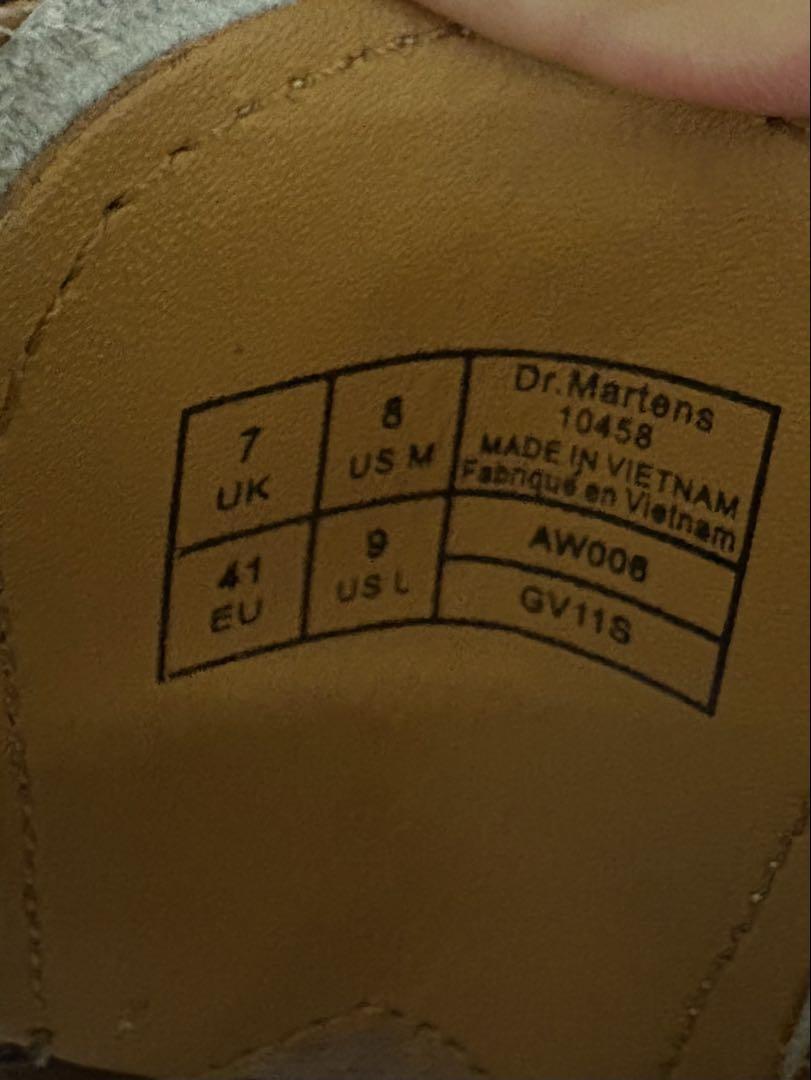 7
UK
8
US M
Dr.Martens
10458
MADE IN VIETNAM
Fabriqué en Vietnam
41
EU
9
US L
AW006
GV11S